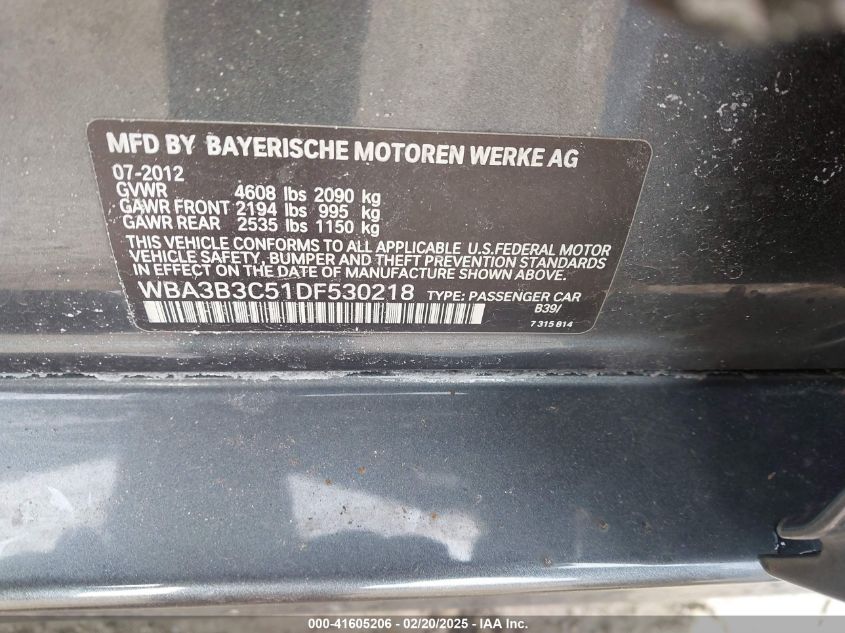 MFD BY BAYERISCHE MOTOREN WERKE AG
07-2012
GVWR 4608 lbs 2090 kg
GAWR FRONT 2194 lbs 995 kg
GAWR REAR 2535 lbs 1150 kg
THIS VEHICLE CONFORMS TO ALL APPLICABLE U.S.FEDERAL MOTOR
VEHICLE SAFETY, BUMPER AND THEFT PREVENTION STANDARDS
IN EFFECT ON THE DATE OF MANUFACTURE SHOWN ABOVE.
WBA3B3C51DF530218 TYPE: PASSENGER CAR
B39/
7 315 814
000-41605206 - 02/20/2025 - IAA Inc.